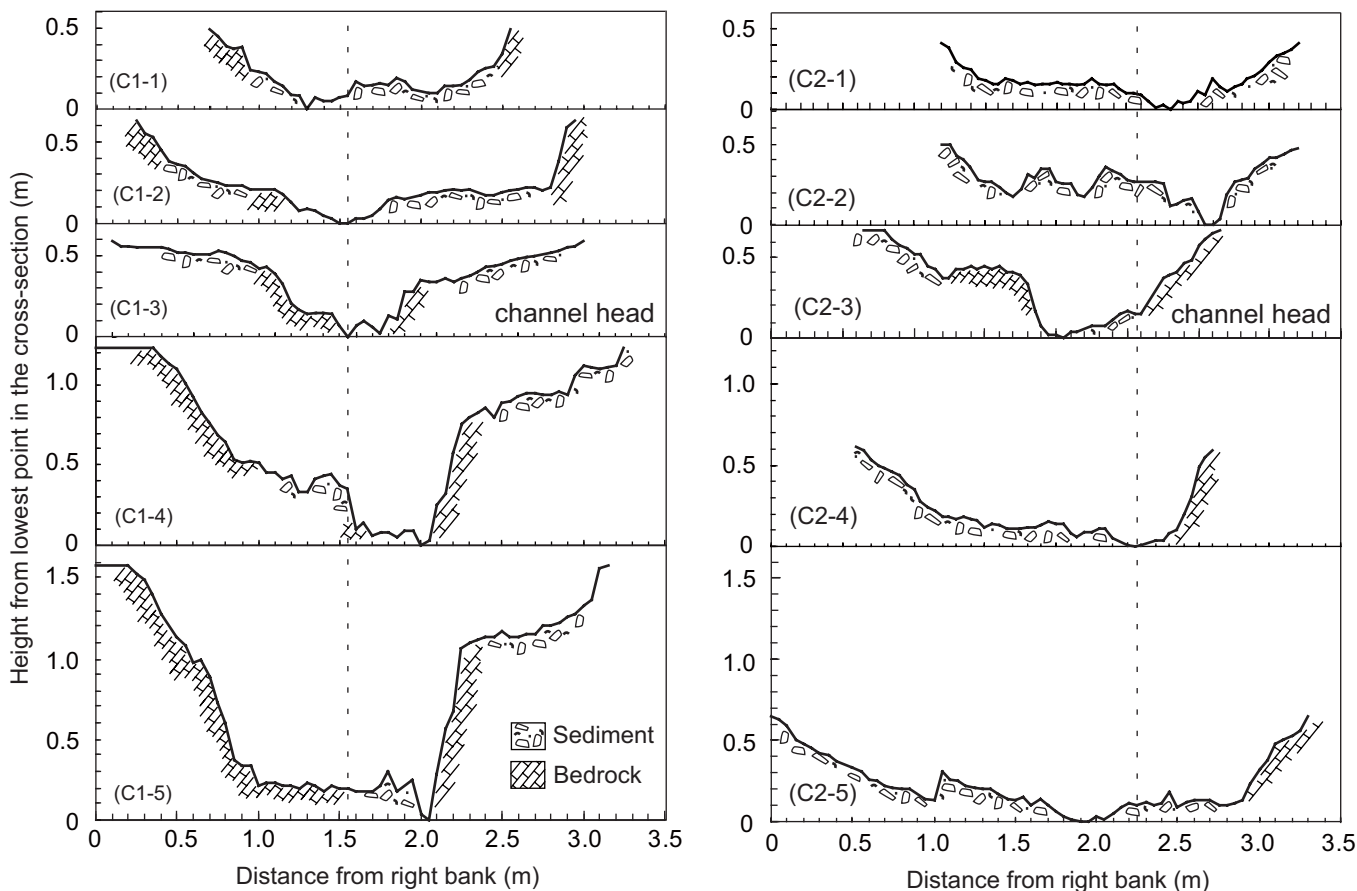 Height from lowest point in the cross-section (m)
0.5
(C1-1)
0
0.5
(C1-2)
0
0.5
(C1-3)
channel head
0
1.0
0.5
(C1-4)
0
1.5
1.0
0.5
Sediment
Bedrock
(C1-5)
0
0 0.5 1.0 1.5 2.0 2.5 3.0 3.5
Distance from right bank (m)
0.5
(C2-1)
0
0.5
(C2-2)
0
0.5
(C2-3)
channel head
0
1.0
0.5
(C2-4)
0
1.5
1.0
0.5
(C2-5)
0
0.5 1.0 1.5 2.0 2.5 3.0 3.5
Distance from right bank (m)